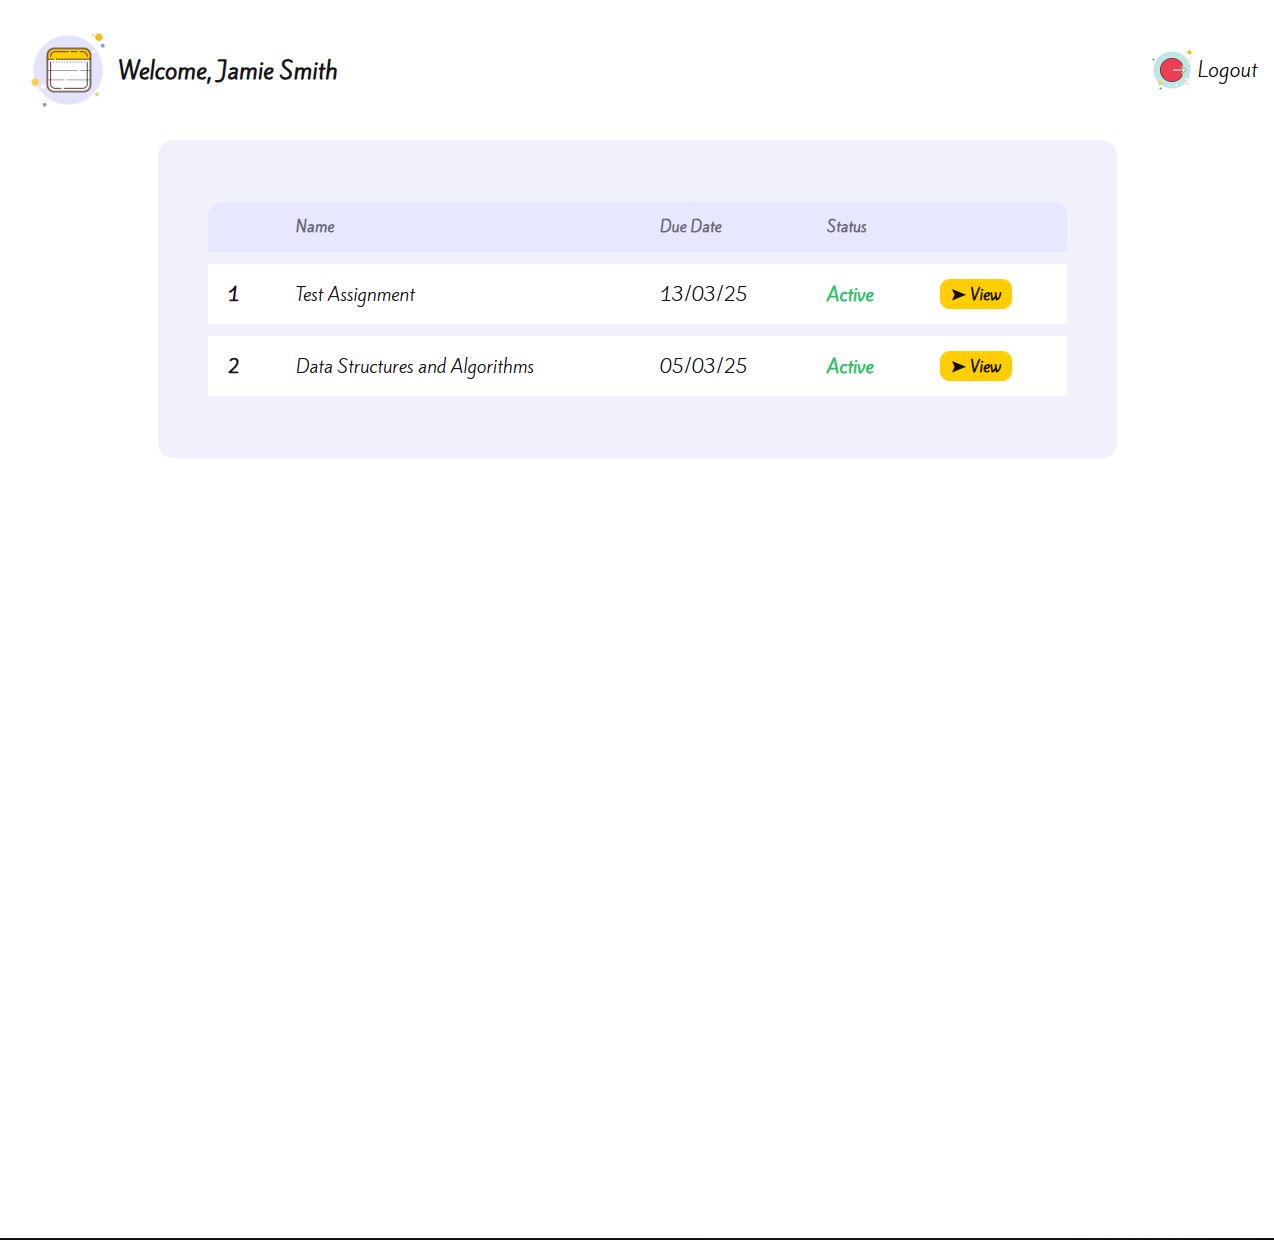 Welcome, Jamie Smith
Logout
Name Due Date Status
1 Test Assignment 13/03/25 Active ➤ View
2 Data Structures and Algorithms 05/03/25 Active ➤ View